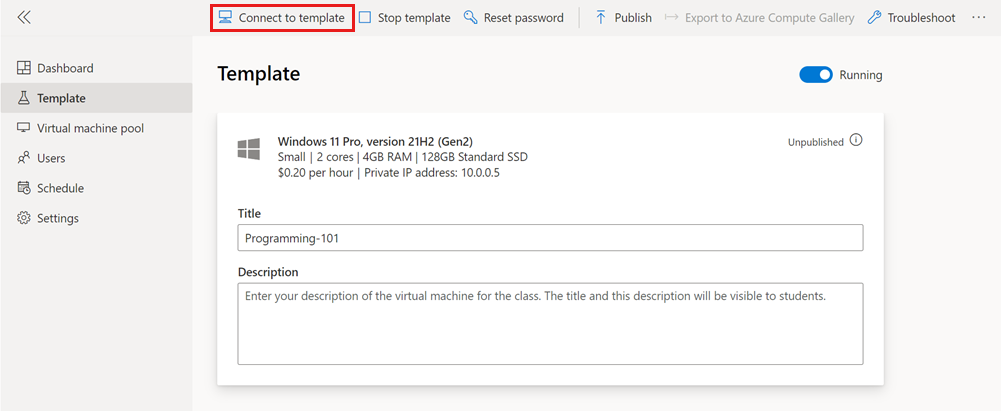 Connect to template Stop template Reset password Publish Export to Azure Compute Gallery Troubleshoot ...
Dashboard
Template
Virtual machine pool
Users
Schedule
Settings
Template
Running
Windows 11 Pro, version 21H2 (Gen2)
Unpublished
Small | 2 cores | 4GB RAM | 128GB Standard SSD
$0.20 per hour | Private IP address: 10.0.0.5
Title
Programming-101
Description
Enter your description of the virtual machine for the class. The title and this description will be visible to students.